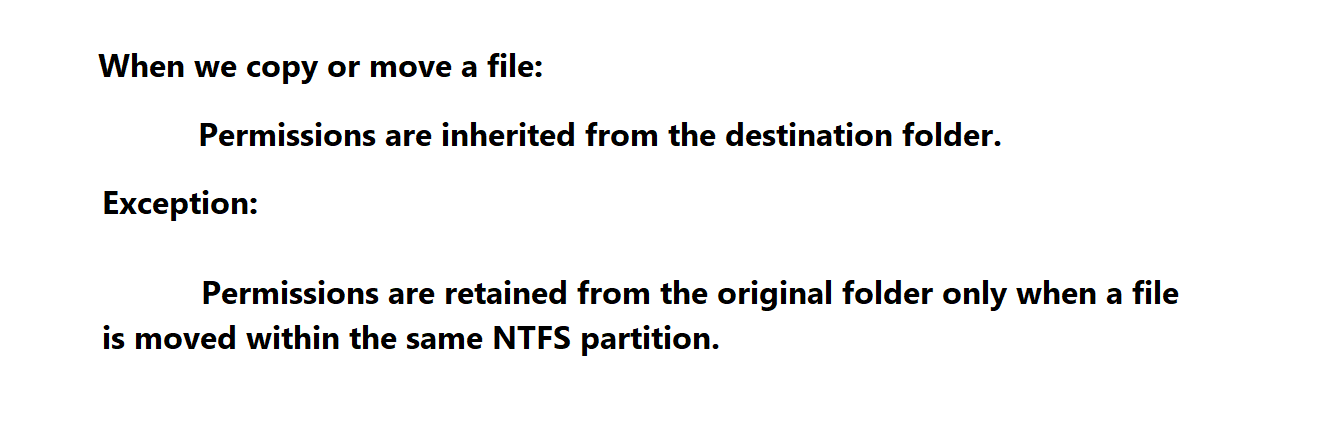 When we copy or move a file:
Permissions are inherited from the destination folder.
Exception:
Permissions are retained from the original folder only when a file
is moved within the same NTFS partition.